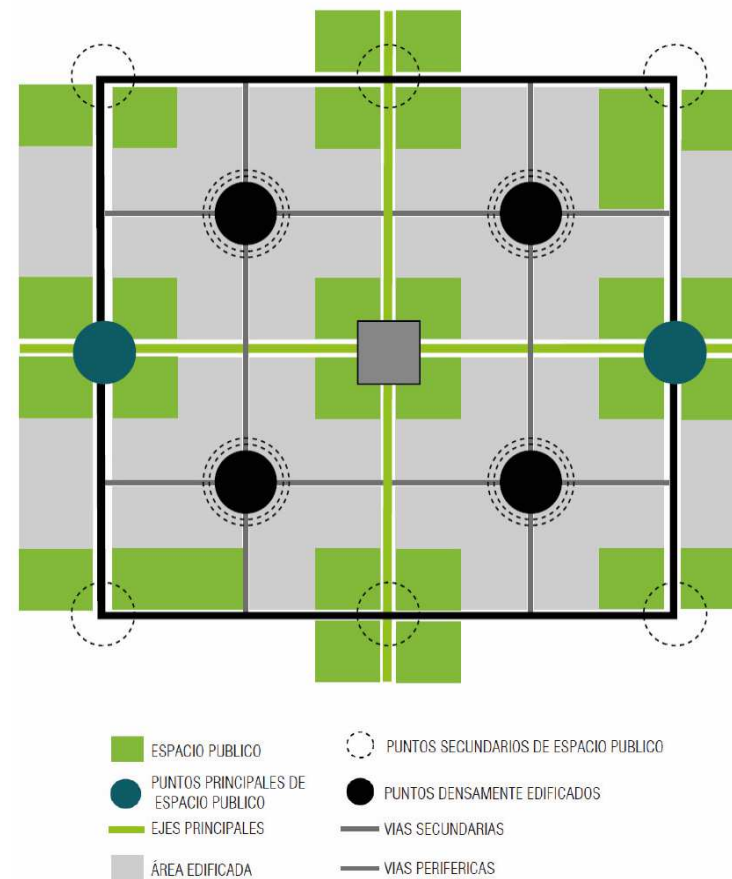 ESPACIO PUBLICO
PUNTOS SECUNDARIOS DE ESPACIO PUBLICO
PUNTOS PRINCIPALES DE
ESPACIO PUBLICO
PUNTOS DENSAMENTE EDIFICADOS
EJES PRINCIPALES
VIAS SECUNDARIAS
ÁREA EDIFICADA
VIAS PERIFERICAS